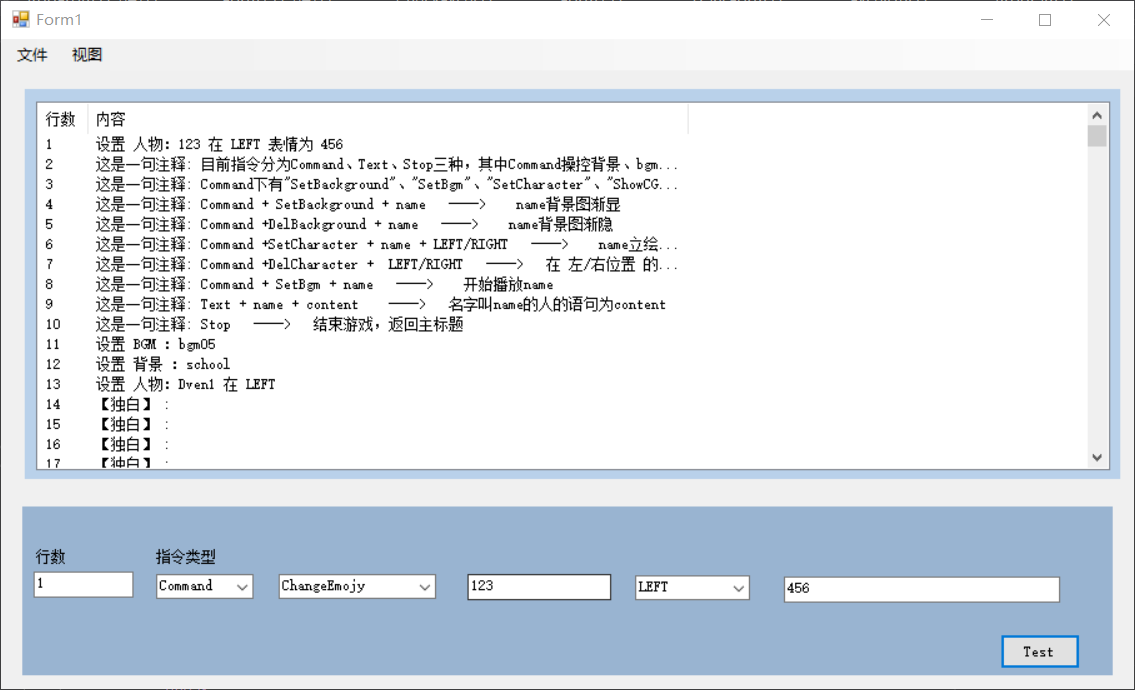 Form1
文件 视图
行数 内容
1 设置 人物: 123 在 LEFT 表情为 456
2 这是一句注释: 目前指令分为Command、Text、Stop三种，其中Command操控背景、bgm...
3 这是一句注释: Command下有"SetBackground"、"SetBgm"、"SetCharacter"、"ShowCG...
4 这是一句注释: Command + SetBackground + name ——> name背景图渐显
5 这是一句注释: Command +DelBackground + name ——> name背景图渐隐
6 这是一句注释: Command +SetCharacter + name + LEFT/RIGHT ——> name立绘...
7 这是一句注释: Command +DelCharacter + LEFT/RIGHT ——> 在 左/右位置 的...
8 这是一句注释: Command + SetBgm + name ——> 开始播放name
9 这是一句注释: Text + name + content ——> 名字叫name的人的语句为content
10 这是一句注释: Stop ——> 结束游戏，返回主标题
11 设置 BGM : bgm05
12 设置 背景 : school
13 设置 人物: Dven1 在 LEFT
14 【独白】 :
15 【独白】 :
16 【独白】 :
17 【独白】 :
行数 指令类型
1 Command ChangeEmojy 123 LEFT 456
Test